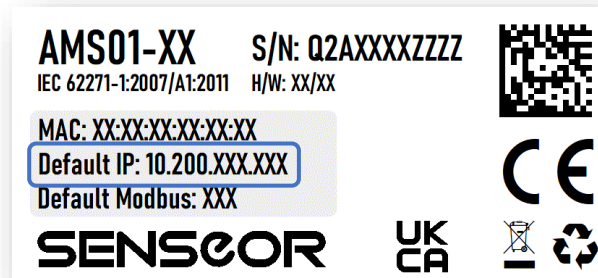 AMS01-XX
S/N: Q2AXXXXZZZZ
IEC 62271-1:2007/A1:2011
H/W: XX/XX
MAC: XX:XX:XX:XX:XX:XX
Default IP: 10.200.XXX.XXX
Default Modbus: XXX
SENSeOR
UK
CA
CE